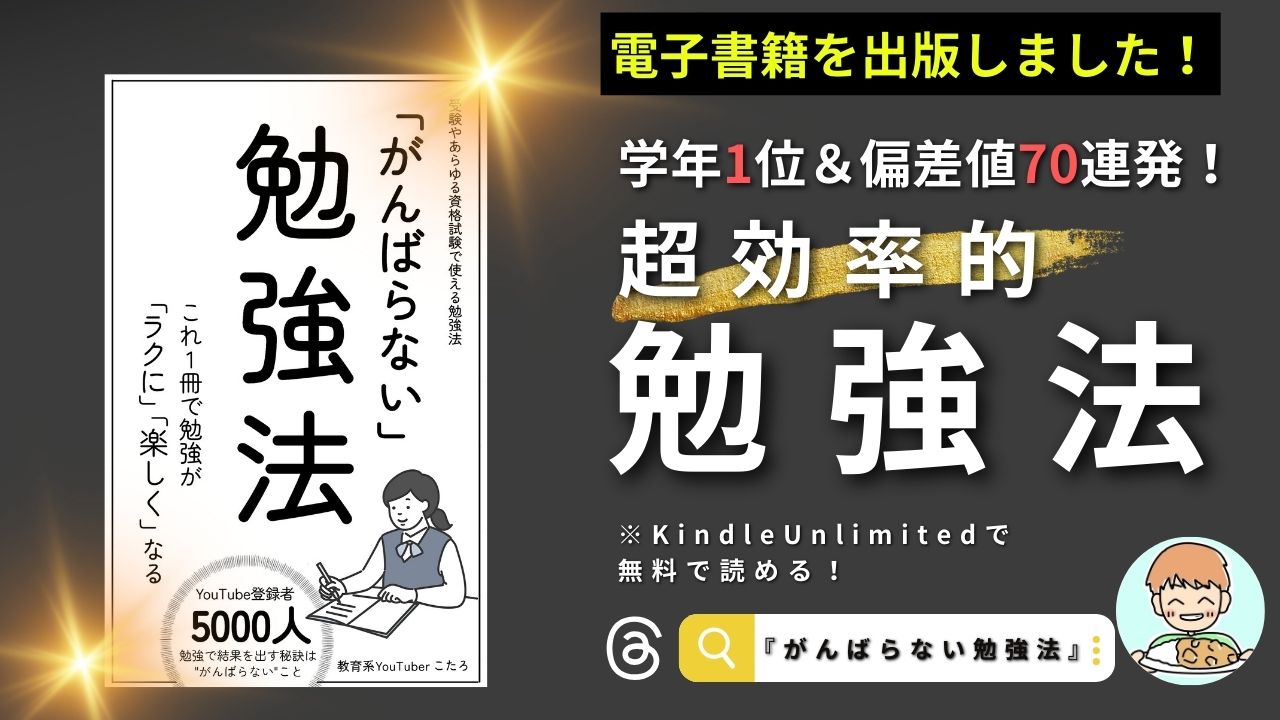 電子書籍を出版しました！
学年1位＆偏差値70連発！
超効率的
勉強法
※KindleUnlimitedで
無料で読める！
『がんばらない勉強法』
受験やあらゆる資格試験で使える勉強法
「がんばらない」
勉強法
これ1冊で勉強が
「ラクに」「楽しく」なる
YouTube登録者
5000人
勉強で結果を出す秘訣は
"がんばらない"こと
教育系YouTuber こたろ